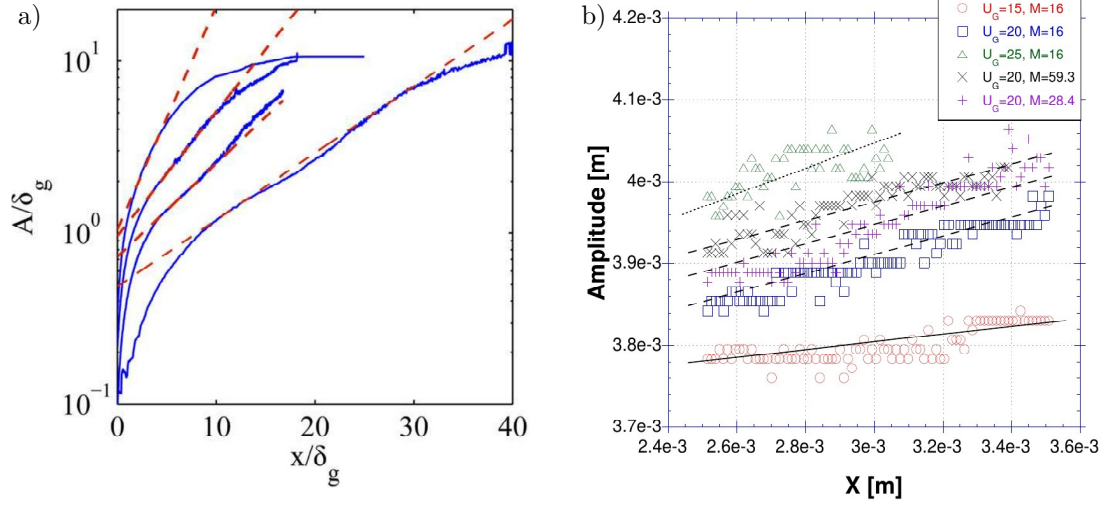 a)
A/δ_g
10^1
10^0
10^-1
0 10 20 30 40
x/δ_g
b)
U_G=15, M=16
U_G=20, M=16
U_G=25, M=16
U_G=20, M=59.3
U_G=20, M=28.4
Amplitude [m]
4.2e-3
4.1e-3
4e-3
3.9e-3
3.8e-3
3.7e-3
2.4e-3 2.6e-3 2.8e-3 3e-3 3.2e-3 3.4e-3 3.6e-3
X [m]